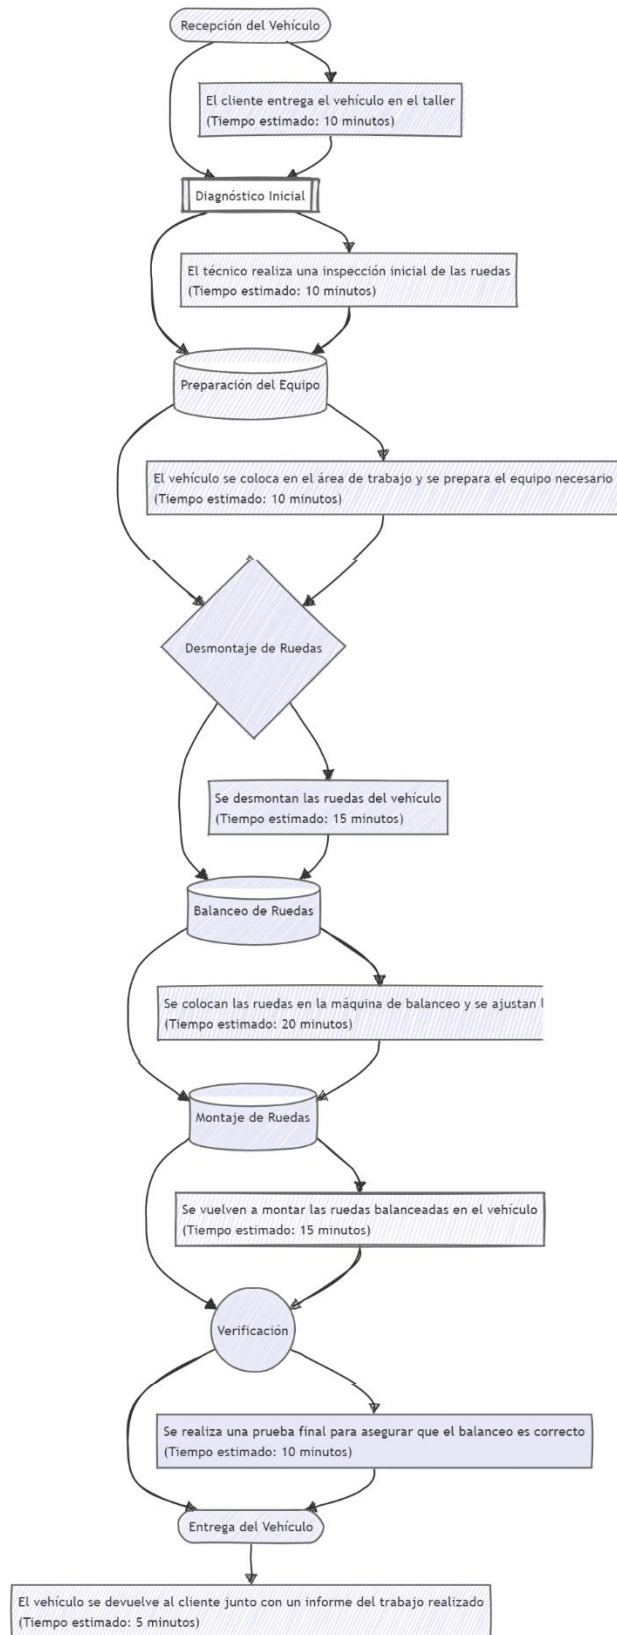 Recepción del Vehículo
El cliente entrega el vehículo en el taller
(Tiempo estimado: 10 minutos)
Diagnóstico Inicial
El técnico realiza una inspección inicial de las ruedas
(Tiempo estimado: 10 minutos)
Preparación del Equipo
El vehículo se coloca en el área de trabajo y se prepara el equipo necesario
(Tiempo estimado: 10 minutos)
Desmontaje de Ruedas
Se desmontan las ruedas del vehículo
(Tiempo estimado: 15 minutos)
Balanceo de Ruedas
Se colocan las ruedas en la máquina de balanceo y se ajustan
(Tiempo estimado: 20 minutos)
Montaje de Ruedas
Se vuelven a montar las ruedas balanceadas en el vehículo
(Tiempo estimado: 15 minutos)
Verificación
Se realiza una prueba final para asegurar que el balanceo es correcto
(Tiempo estimado: 10 minutos)
Entrega del Vehículo
El vehículo se devuelve al cliente junto con un informe del trabajo realizado
(Tiempo estimado: 5 minutos)